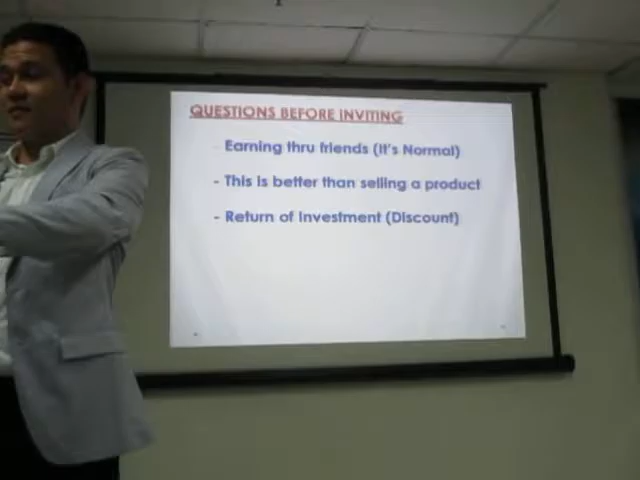 QUESTIONS BEFORE INVITING
- Earning thru friends (It's Normal)
- This is better than selling a product
- Return of Investment (Discount)